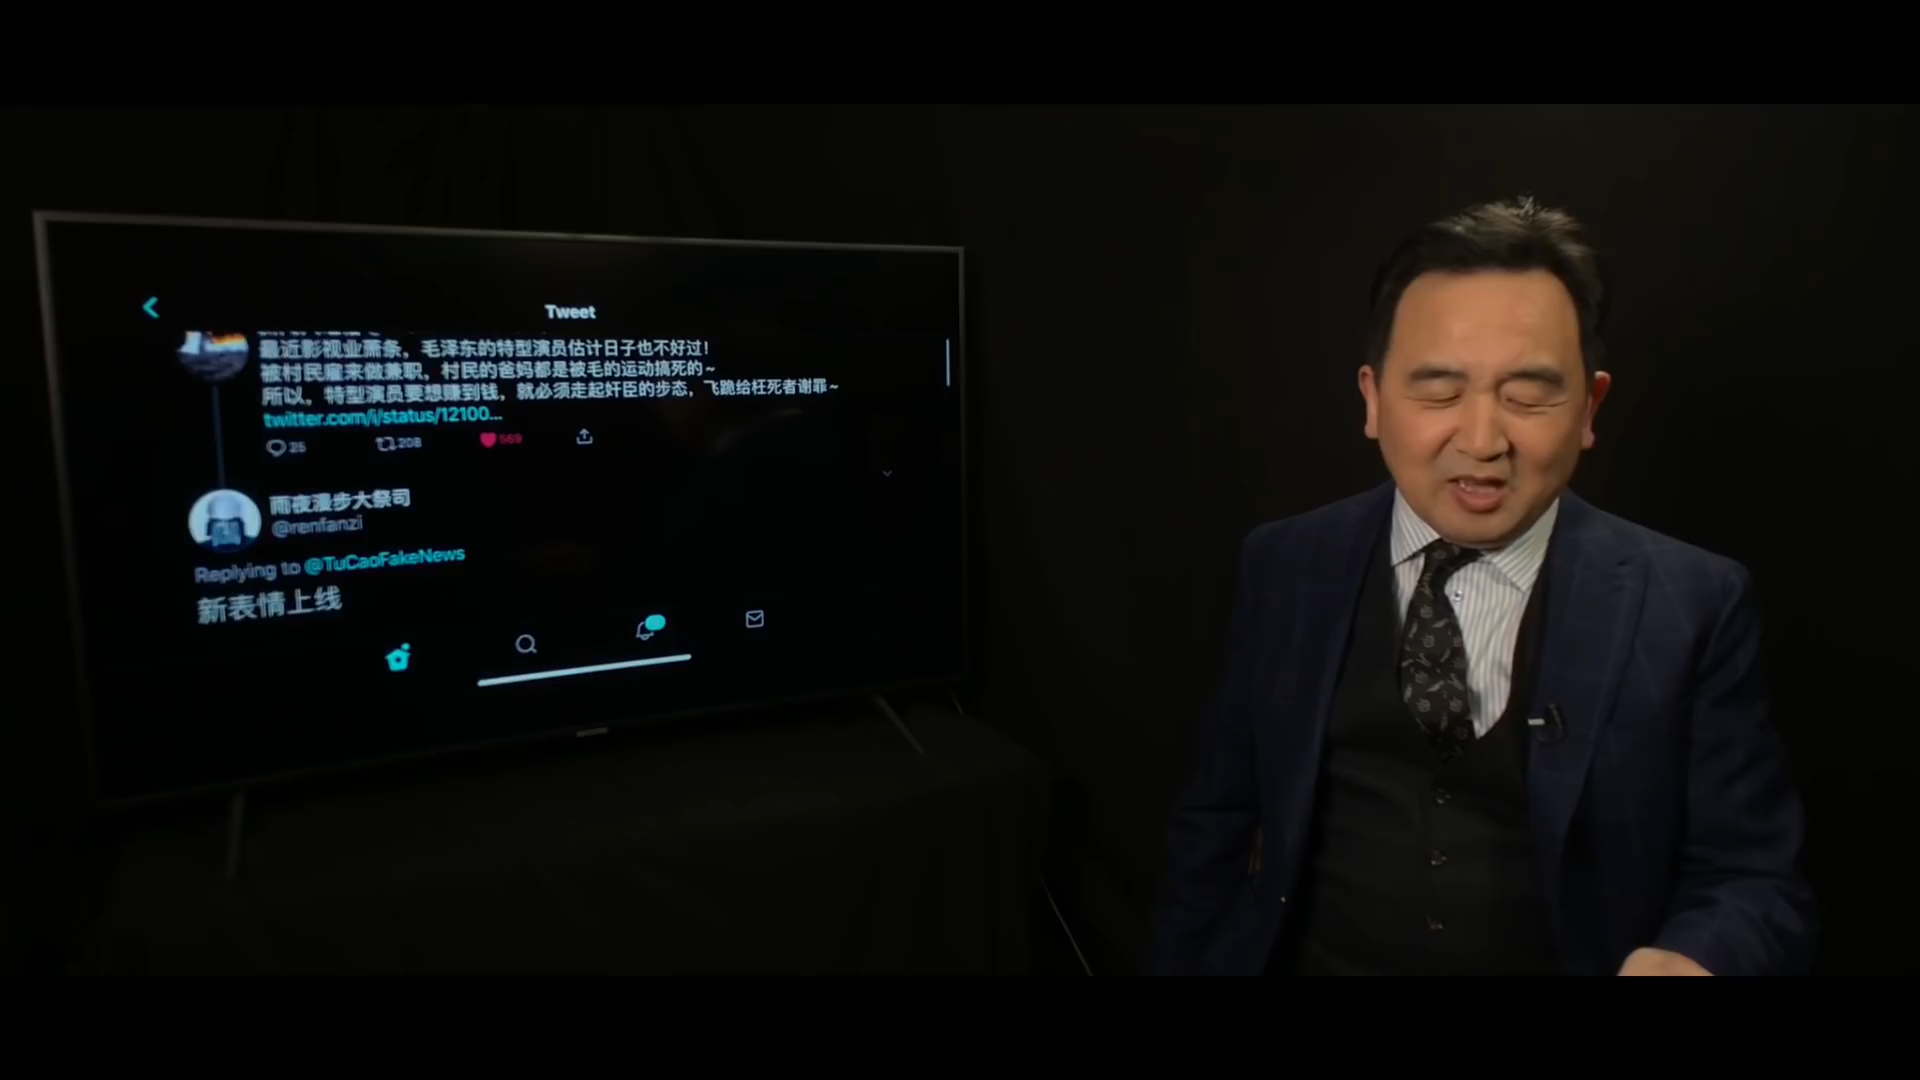 Tweet
最近影视业萧条，毛泽东的特型演员估计日子也不好过！
被村民雇来做兼职，村民的爸妈都是被毛的运动搞死的~
所以，特型演员要想赚到钱，就必须走起奸臣的步态，飞跪给枉死者谢罪~
twitter.com/i/status/12100...
25
208
569
雨夜漫步大祭司
@renfanzi
Replying to @TuCaoFakeNews
新表情上线